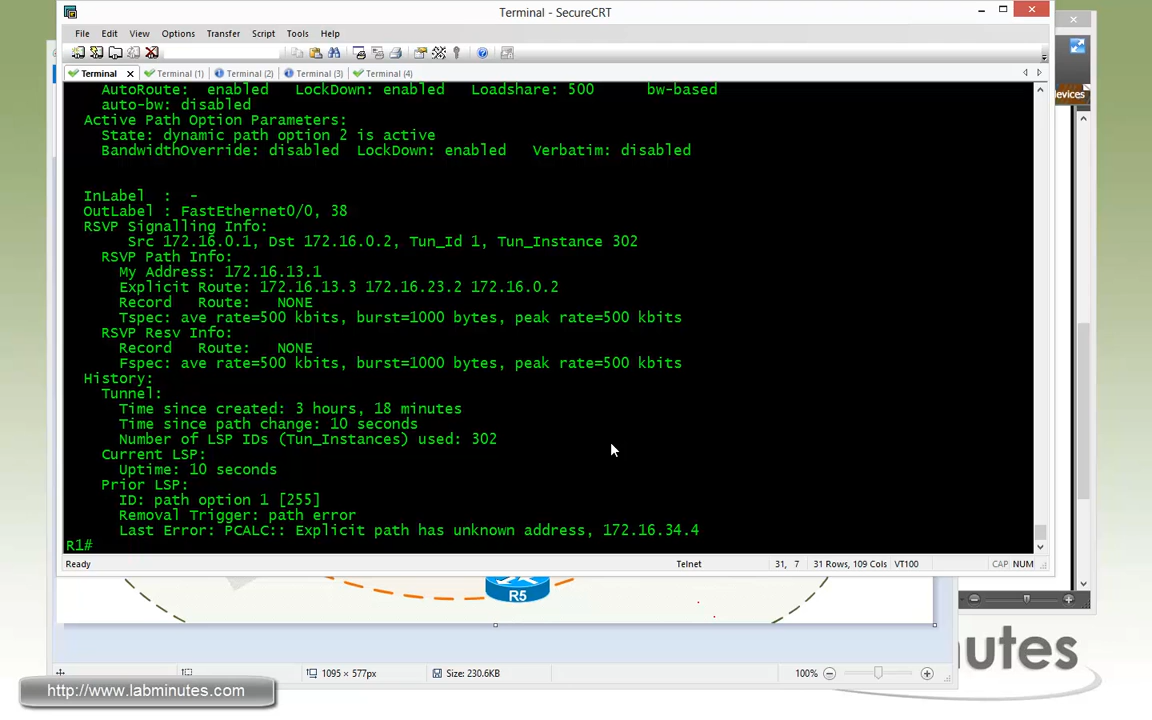 Terminal - SecureCRT
File Edit View Options Transfer Script Tools Help
Terminal Terminal (1) Terminal (2) Terminal (3) Terminal (4)
evices
AutoRoute: enabled LockDown: enabled Loadshare: 500 bw-based
auto-bw: disabled
Active Path Option Parameters:
State: dynamic path option 2 is active
BandwidthOverride: disabled LockDown: enabled Verbatim: disabled
InLabel : -
OutLabel : FastEthernet0/0, 38
RSVP Signalling Info:
Src 172.16.0.1, Dst 172.16.0.2, Tun_Id 1, Tun_Instance 302
RSVP Path Info:
My Address: 172.16.13.1
Explicit Route: 172.16.13.3 172.16.23.2 172.16.0.2
Record Route: NONE
Tspec: ave rate=500 kbits, burst=1000 bytes, peak rate=500 kbits
RSVP Resv Info:
Record Route: NONE
Fspec: ave rate=500 kbits, burst=1000 bytes, peak rate=500 kbits
History:
Tunnel:
Time since created: 3 hours, 18 minutes
Time since path change: 10 seconds
Number of LSP IDs (Tun_Instances) used: 302
Current LSP:
Uptime: 10 seconds
Prior LSP:
ID: path option 1 [255]
Removal Trigger: path error
Last Error: PCALC:: Explicit path has unknown address, 172.16.34.4
R1#
Ready Telnet 31, 7 31 Rows, 109 Cols VT100 CAP NUM
R5
nutes
1095 × 577px Size: 230.6KB 100%
http://www.labminutes.com